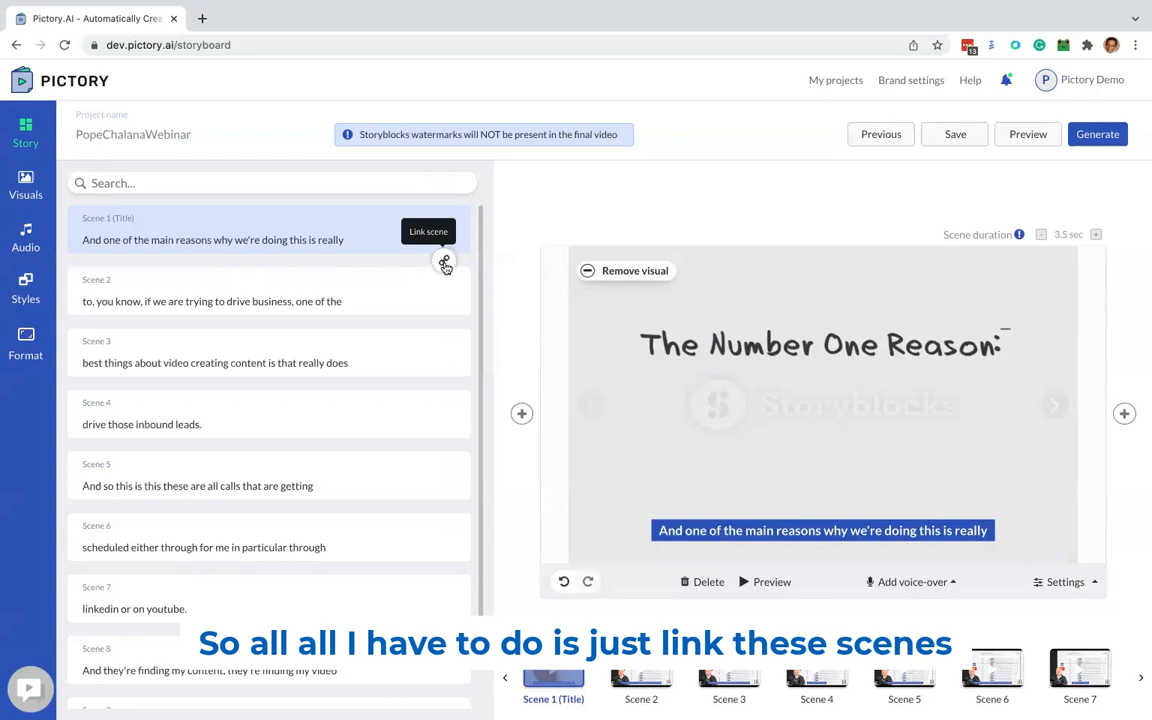 Pictory.AI - Automatically Crea
dev.pictory.ai/storyboard
13
PICTORY
My projects
Brand settings
Help
P
Pictory Demo
Story
Visuals
Audio
Styles
Format
Project name
PopeChalanaWebinar
Storyblocks watermarks will NOT be present in the final video
Previous
Save
Preview
Generate
Search...
Scene 1 (Title)
And one of the main reasons why we're doing this is really
Link scene
Scene 2
to, you know, if we are trying to drive business, one of the
Scene 3
best things about video creating content is that really does
Scene 4
drive those inbound leads.
Scene 5
And so this is this these are all calls that are getting
Scene 6
scheduled either through for me in particular through
Scene 7
linkedin or on youtube.
Scene 8
And they're finding my content, they're finding my video
Scene duration
3.5 sec
Remove visual
The Number One Reason:
Storyblocks
And one of the main reasons why we're doing this is really
Delete
Preview
Add voice-over
Settings
So all all I have to do is just link these scenes
Scene 1 (Title)
Scene 2
Scene 3
Scene 4
Scene 5
Scene 6
Scene 7